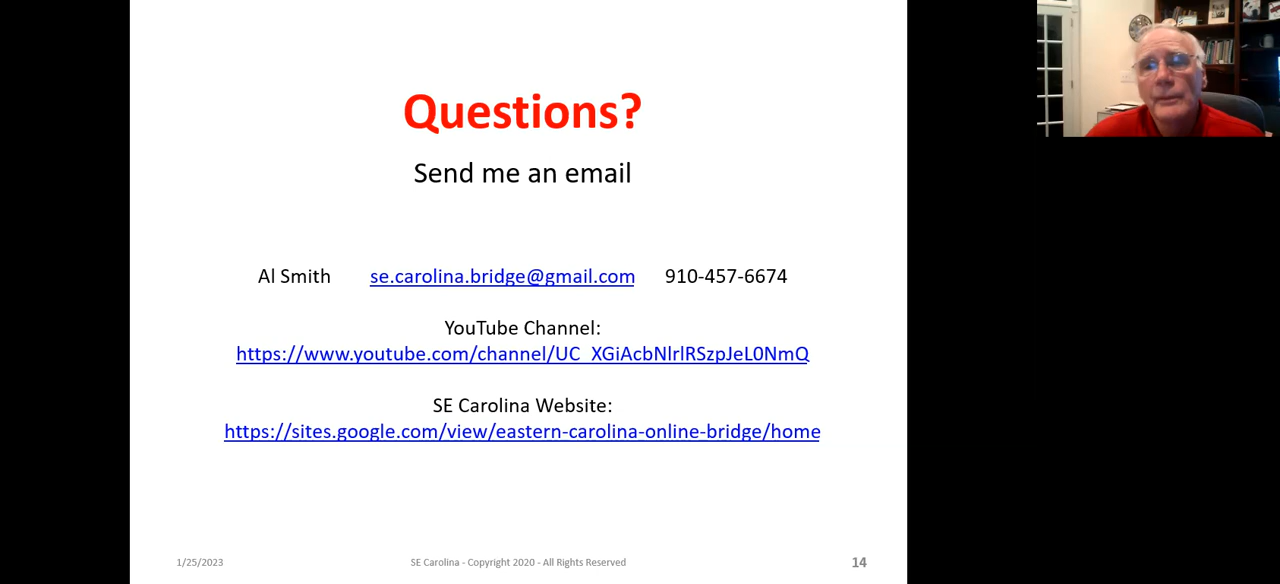 Questions?
Send me an email
Al Smith se.carolina.bridge@gmail.com 910-457-6674
YouTube Channel:
https://www.youtube.com/channel/UC_XGiAcbNlrlRSzpJeL0NmQ
SE Carolina Website:
https://sites.google.com/view/eastern-carolina-online-bridge/home
1/25/2023 SE Carolina - Copyright 2020 - All Rights Reserved 14